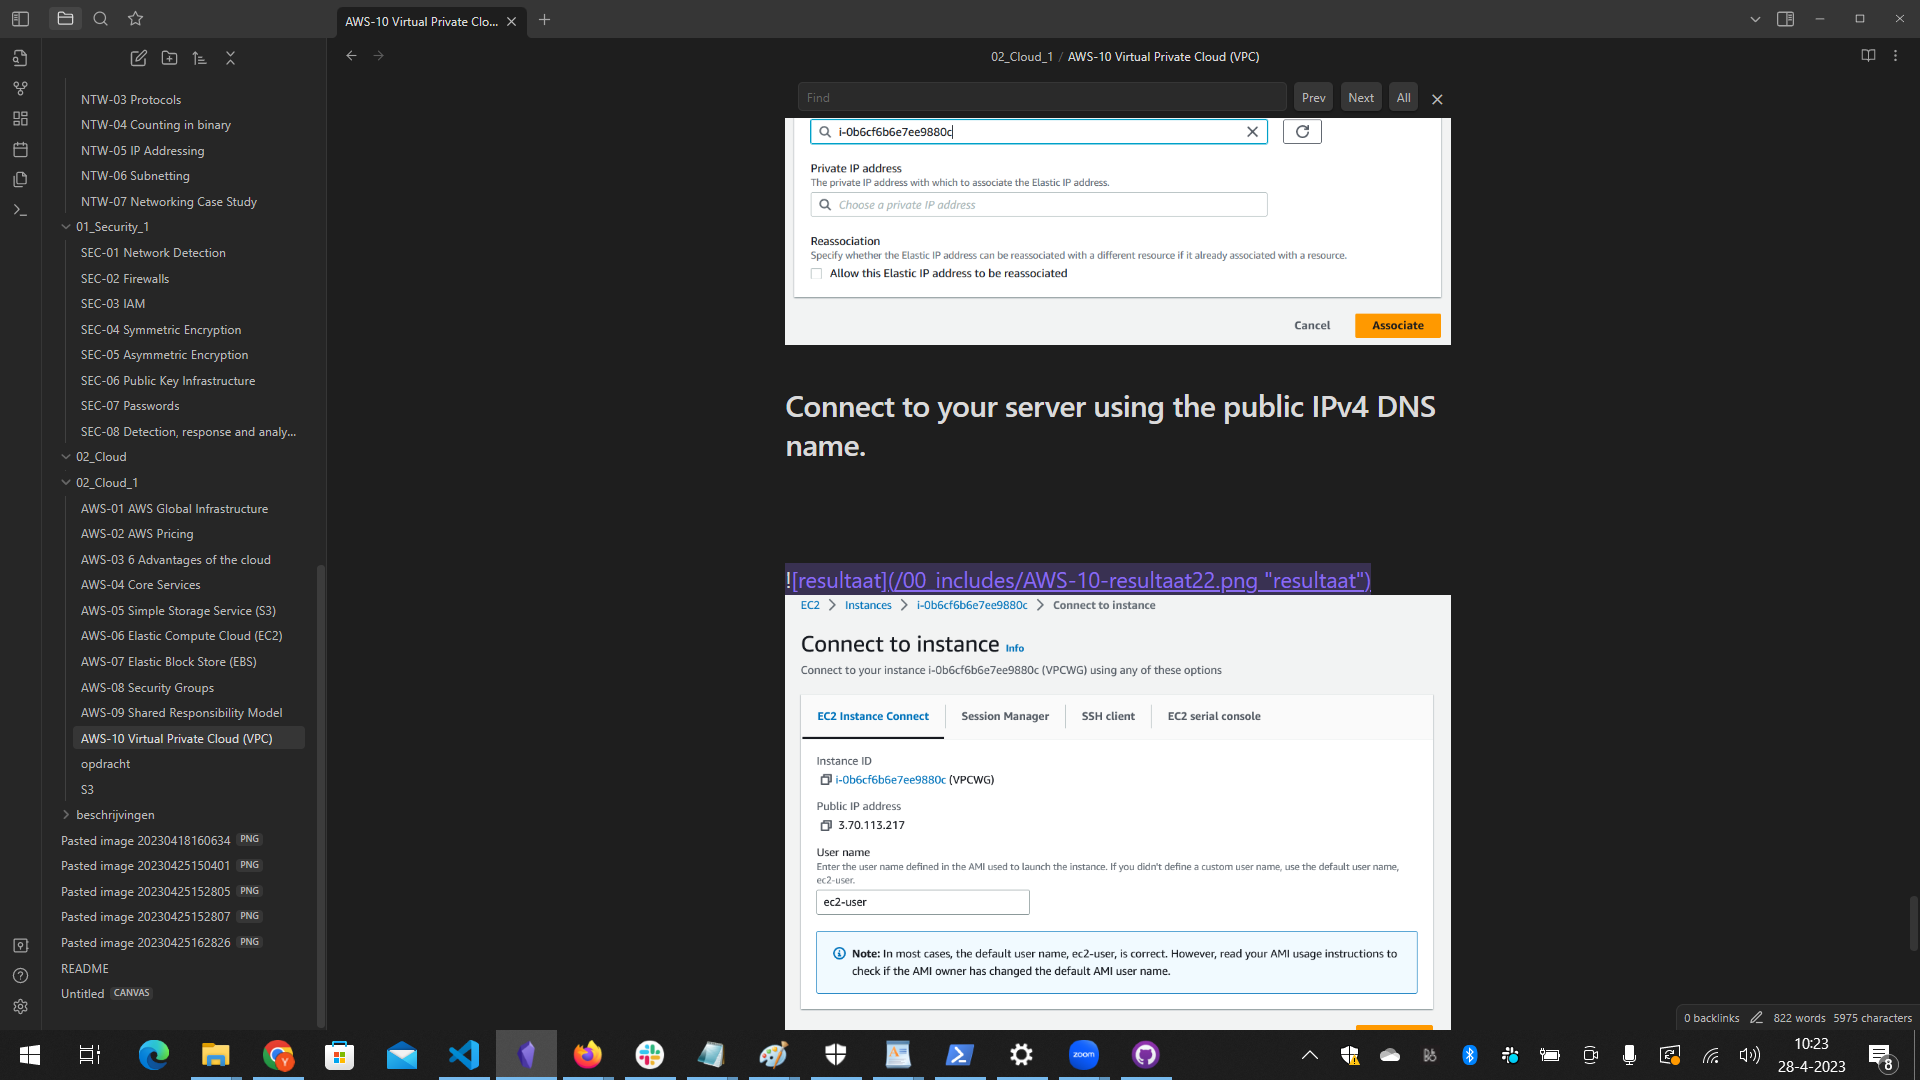 AWS-10 Virtual Private Clo...
02_Cloud_1 / AWS-10 Virtual Private Cloud (VPC)
NTW-03 Protocols
NTW-04 Counting in binary
NTW-05 IP Addressing
NTW-06 Subnetting
NTW-07 Networking Case Study
01_Security_1
SEC-01 Network Detection
SEC-02 Firewalls
SEC-03 IAM
SEC-04 Symmetric Encryption
SEC-05 Asymmetric Encryption
SEC-06 Public Key Infrastructure
SEC-07 Passwords
SEC-08 Detection, response and analy...
02_Cloud
02_Cloud_1
AWS-01 AWS Global Infrastructure
AWS-02 AWS Pricing
AWS-03 6 Advantages of the cloud
AWS-04 Core Services
AWS-05 Simple Storage Service (S3)
AWS-06 Elastic Compute Cloud (EC2)
AWS-07 Elastic Block Store (EBS)
AWS-08 Security Groups
AWS-09 Shared Responsibility Model
AWS-10 Virtual Private Cloud (VPC)
opdracht
S3
beschrijvingen
Pasted image 20230418160634 PNG
Pasted image 20230425150401 PNG
Pasted image 20230425152805 PNG
Pasted image 20230425152807 PNG
Pasted image 20230425162826 PNG
README
Untitled CANVAS
Find Prev Next All
i-0b6cf6b6e7ee9880c
Private IP address
The private IP address with which to associate the Elastic IP address.
Choose a private IP address
Reassociation
Specify whether the Elastic IP address can be reassociated with a different resource if it already associated with a resource.
Allow this Elastic IP address to be reassociated
Cancel Associate
Connect to your server using the public IPv4 DNS
name.
![resultaat](/00_includes/AWS-10-resultaat22.png "resultaat")
EC2 > Instances > i-0b6cf6b6e7ee9880c > Connect to instance
Connect to instance Info
Connect to your instance i-0b6cf6b6e7ee9880c (VPCWG) using any of these options
EC2 Instance Connect Session Manager SSH client EC2 serial console
Instance ID
i-0b6cf6b6e7ee9880c (VPCWG)
Public IP address
3.70.113.217
User name
Enter the user name defined in the AMI used to launch the instance. If you didn't define a custom user name, use the default user name,
ec2-user.
ec2-user
Note: In most cases, the default user name, ec2-user, is correct. However, read your AMI usage instructions to
check if the AMI owner has changed the default AMI user name.
0 backlinks 822 words 5975 characters
zoom
10:23
28-4-2023
8